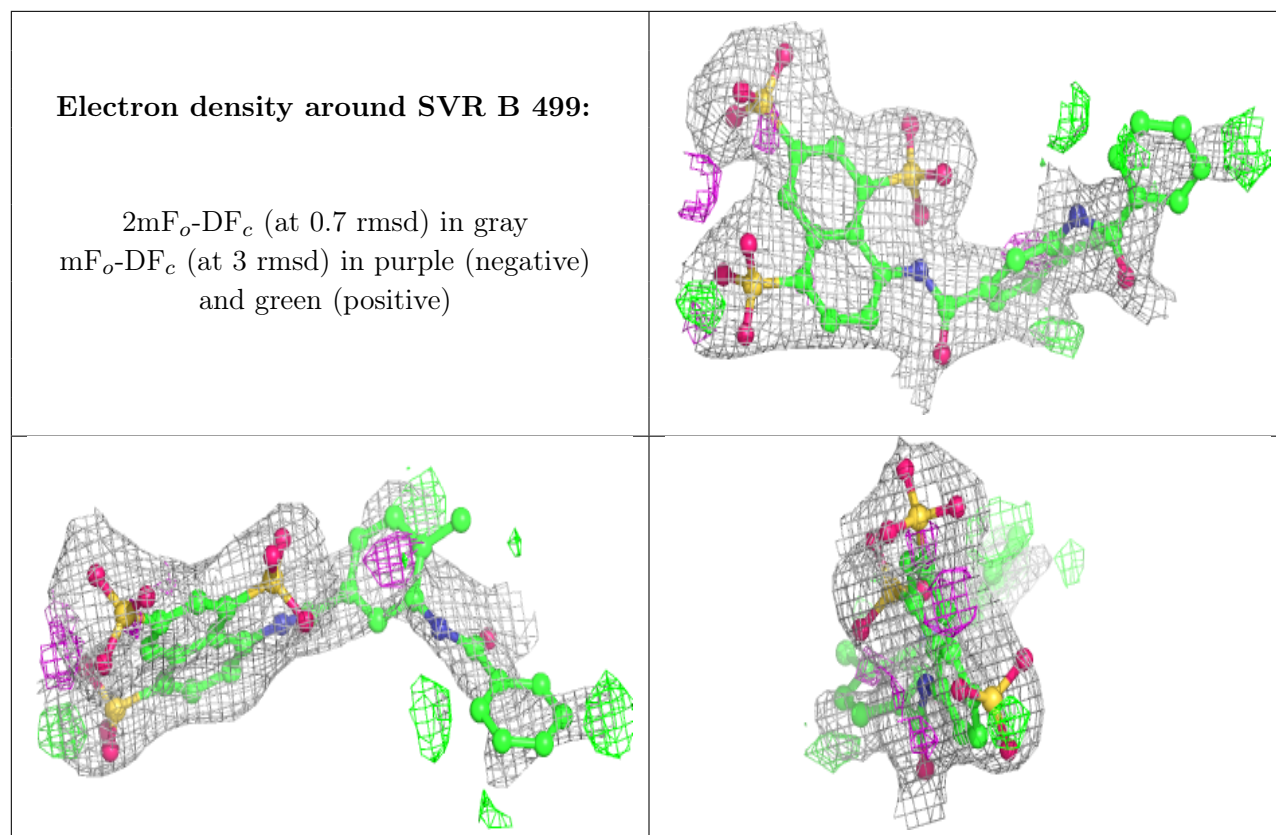 Electron density around SVR B 499:
2mFo-DFc (at 0.7 rmsd) in gray
mFo-DFc (at 3 rmsd) in purple (negative)
and green (positive)